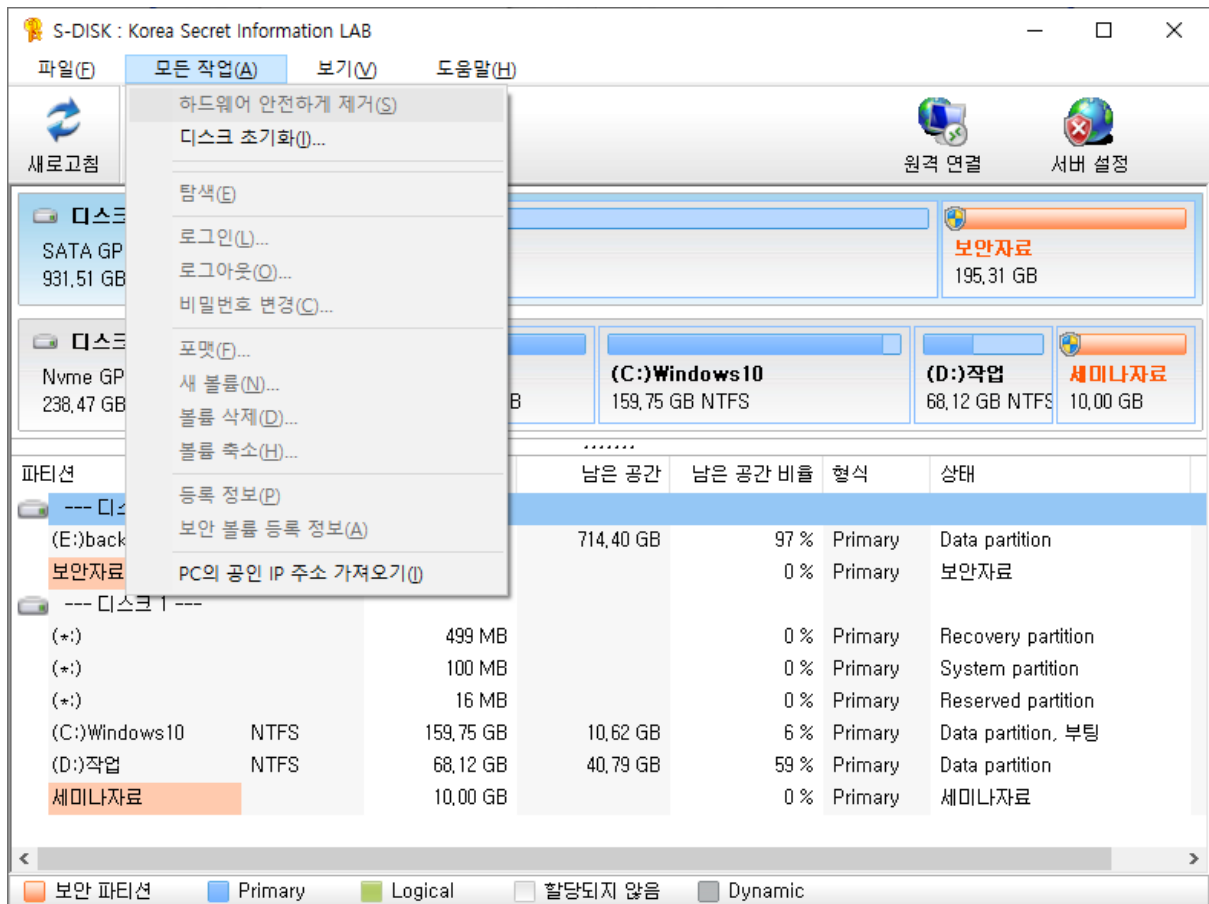 S-DISK : Korea Secret Information LAB
파일(F) 모든 작업(A) 보기(V) 도움말(H)
하드웨어 안전하게 제거(S)
디스크 초기화(I)...
탐색(E)
로그인(L)...
로그아웃(O)...
비밀번호 변경(C)...
포맷(F)...
새 볼륨(N)...
볼륨 삭제(D)...
볼륨 축소(H)...
등록 정보(P)
보안 볼륨 등록 정보(A)
PC의 공인 IP 주소 가져오기(I)
새로고침 원격 연결 서버 설정
디스크
SATA GP
931,51 GB
보안자료
195,31 GB
디스크
Nvme GP
238,47 GB
B
(C:)Windows10
159,75 GB NTFS
(D:)작업
68,12 GB NTFS
세미나자료
10,00 GB
파티션 남은 공간 남은 공간 비율 형식 상태
--- 디스
(E:)back 714,40 GB 97 % Primary Data partition
보안자료 0 % Primary 보안자료
--- 디스크 1 ---
(*:) 499 MB 0 % Primary Recovery partition
(*:) 100 MB 0 % Primary System partition
(*:) 16 MB 0 % Primary Reserved partition
(C:)Windows10 NTFS 159,75 GB 10,62 GB 6 % Primary Data partition, 부팅
(D:)작업 NTFS 68,12 GB 40,79 GB 59 % Primary Data partition
세미나자료 10,00 GB 0 % Primary 세미나자료
보안 파티션 Primary Logical 할당되지 않음 Dynamic